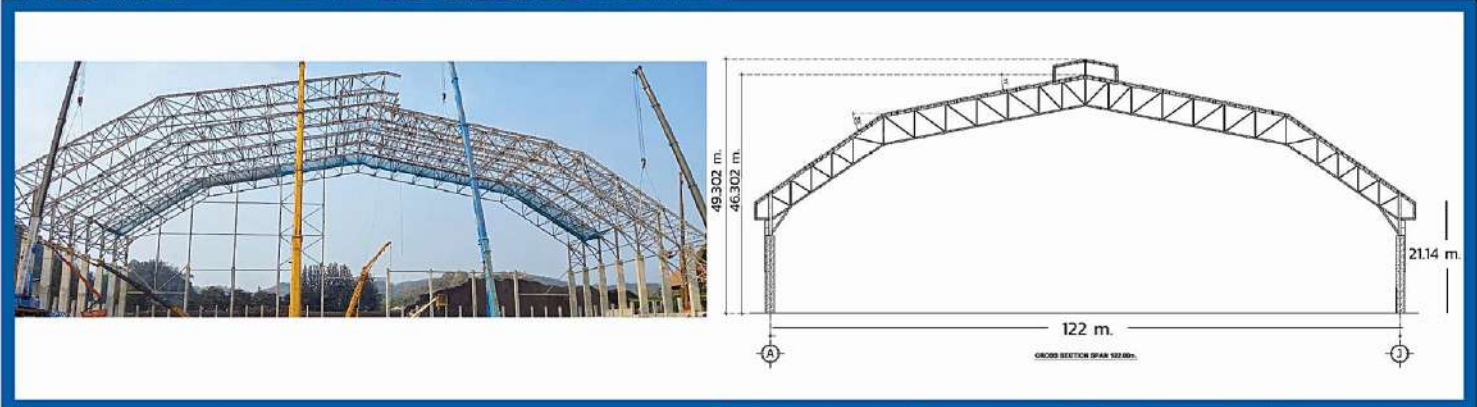 49.302 m.
46.302 m.
21.14 m.
122 m.
A
J
CROSS SECTION SPAN 122.00m.